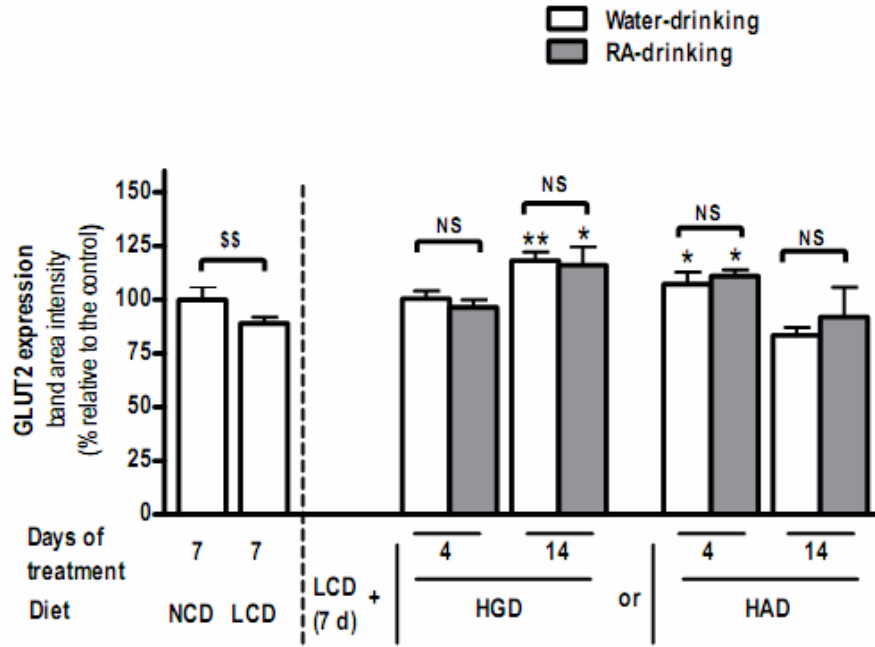 Water-drinking
RA-drinking
GLUT2 expression
band area intensity
(% relative to the control)
150
125
100
75
50
25
0
$$
NS
NS
**
*
NS
*
*
NS
Days of treatment
7
7
4
14
4
14
Diet
NCD
LCD
LCD (7 d)
+
HGD
or
HAD